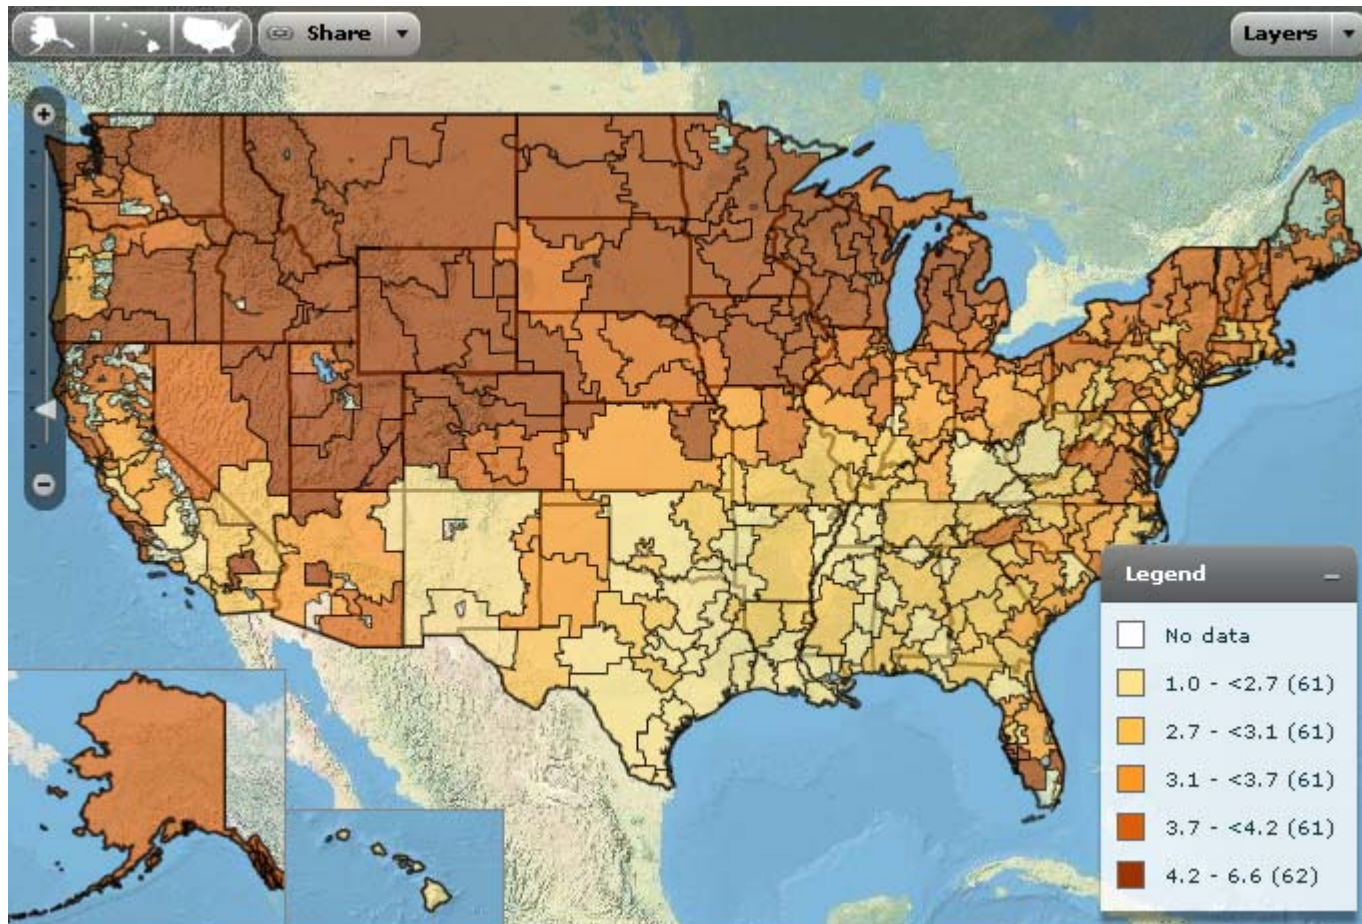 Share
Layers
Legend
No data
1.0 - <2.7 (61)
2.7 - <3.1 (61)
3.1 - <3.7 (61)
3.7 - <4.2 (61)
4.2 - 6.6 (62)